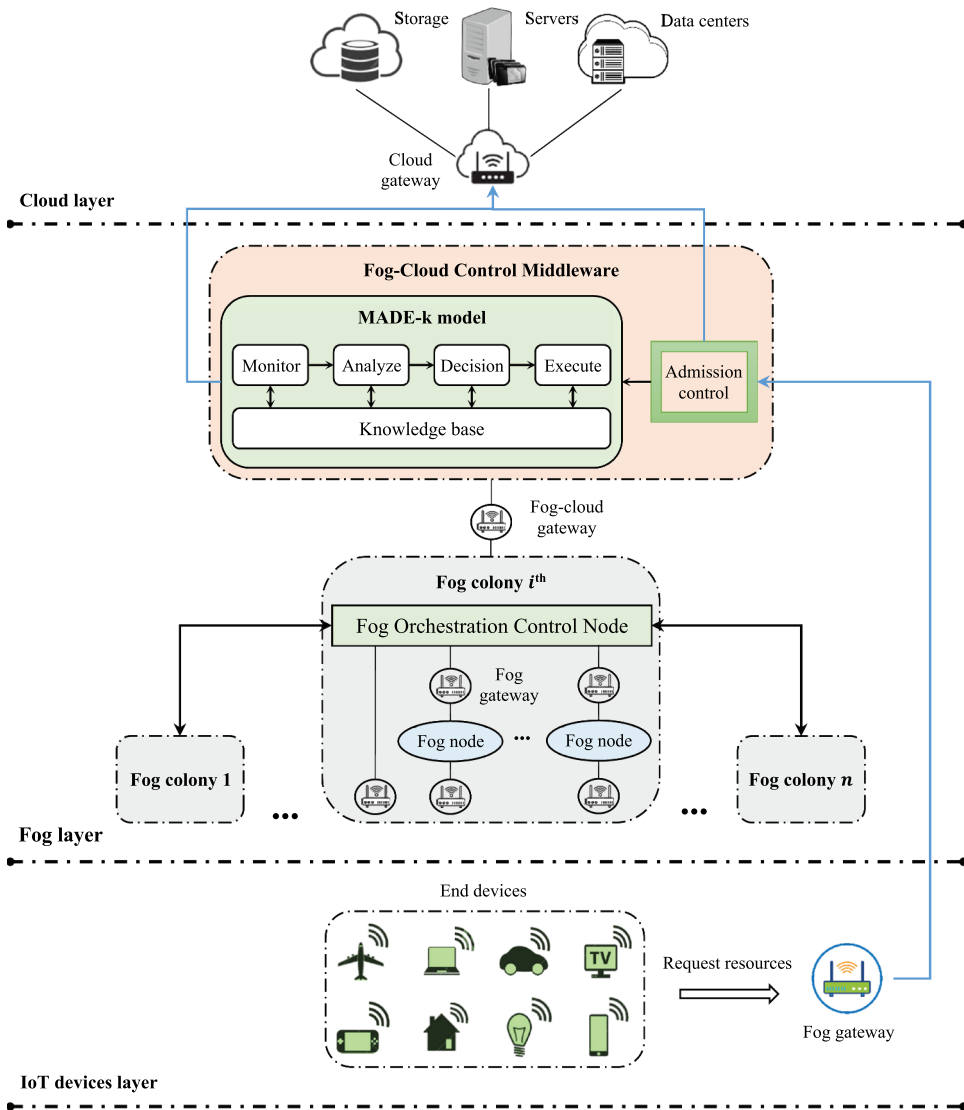 Storage
Servers
Data centers
Cloud
gateway
Cloud layer
Fog-Cloud Control Middleware
MADE-k model
Monitor
Analyze
Decision
Execute
Knowledge base
Admission
control
Fog-cloud
gateway
Fog colony iᵗʰ
Fog Orchestration Control Node
Fog
gateway
Fog node
...
Fog node
Fog colony 1
...
...
Fog colony n
Fog layer
End devices
TV
Request resources
Fog gateway
IoT devices layer